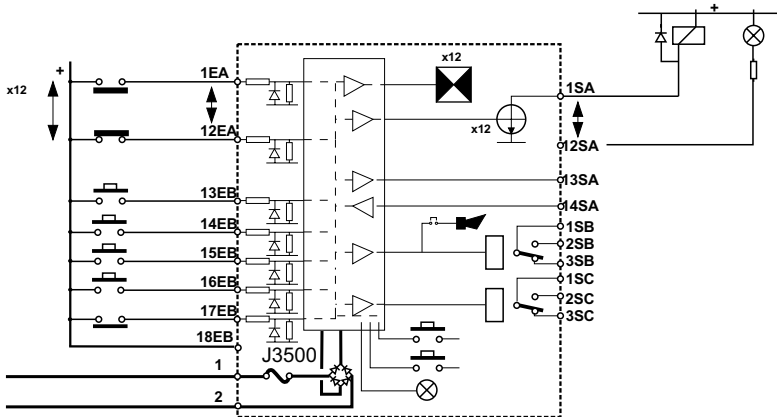 +
+
x12
x12
1EA
1SA
x12
x12
12EA
12SA
13EB
13SA
14EB
14SA
1SB
2SB
15EB
3SB
1SC
16EB
2SC
17EB
3SC
18EB
J3500
1
2